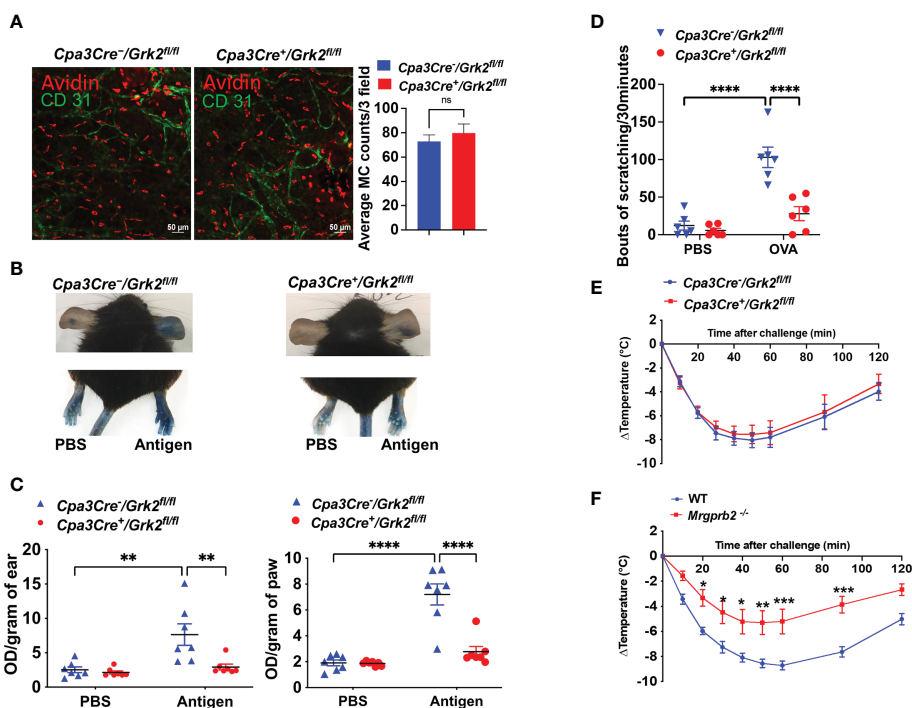 A
Cpa3Cre⁻/Grk2fl/fl
Cpa3Cre⁺/Grk2fl/fl
Avidin
CD 31
50 µm
Avidin
CD 31
50 µm
Cpa3Cre⁻/Grk2fl/fl
Cpa3Cre⁺/Grk2fl/fl
ns
Average MC counts/3 field
100
80
60
40
20
0
B
Cpa3Cre⁻/Grk2fl/fl
Cpa3Cre⁺/Grk2fl/fl
PBS
Antigen
PBS
Antigen
C
Cpa3Cre⁻/Grk2fl/fl
Cpa3Cre⁺/Grk2fl/fl
OD/gram of ear
20
15
10
5
0
**
**
PBS
Antigen
Cpa3Cre⁻/Grk2fl/fl
Cpa3Cre⁺/Grk2fl/fl
OD/gram of paw
10
8
6
4
2
0
****
****
PBS
Antigen
D
Cpa3Cre⁻/Grk2fl/fl
Cpa3Cre⁺/Grk2fl/fl
Bouts of scratching/30minutes
200
150
100
50
0
****
****
PBS
OVA
E
Cpa3Cre⁻/Grk2fl/fl
Cpa3Cre⁺/Grk2fl/fl
Time after challenge (min)
20 40 60 80 100 120
ΔTemperature (°C)
2
0
-2
-4
-6
-8
-10
F
WT
Mrgprb2 -/-
Time after challenge (min)
20 40 60 80 100 120
ΔTemperature (°C)
2
0
-2
-4
-6
-8
-10
* * * ** *** ***